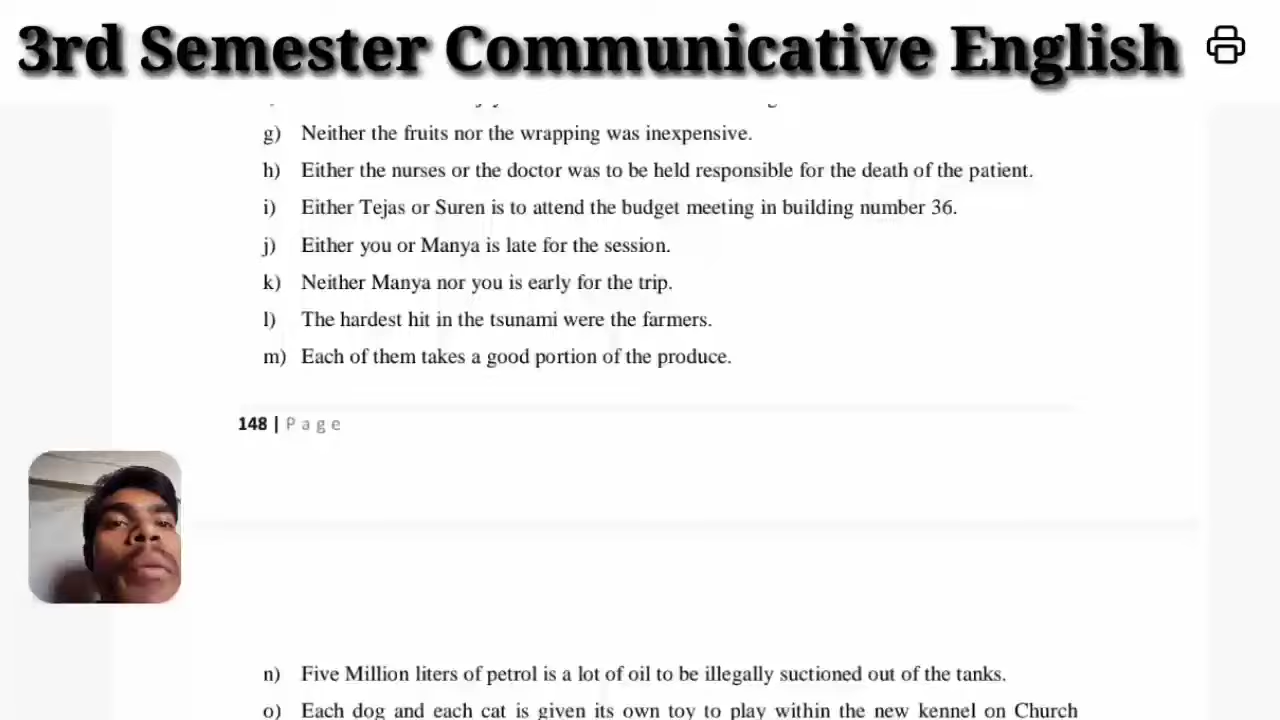 3rd Semester Communicative English
g) Neither the fruits nor the wrapping was inexpensive.
h) Either the nurses or the doctor was to be held responsible for the death of the patient.
i) Either Tejas or Suren is to attend the budget meeting in building number 36.
j) Either you or Manya is late for the session.
k) Neither Manya nor you is early for the trip.
l) The hardest hit in the tsunami were the farmers.
m) Each of them takes a good portion of the produce.
148 | Page
n) Five Million liters of petrol is a lot of oil to be illegally suctioned out of the tanks.
o) Each dog and each cat is given its own toy to play within the new kennel on Church